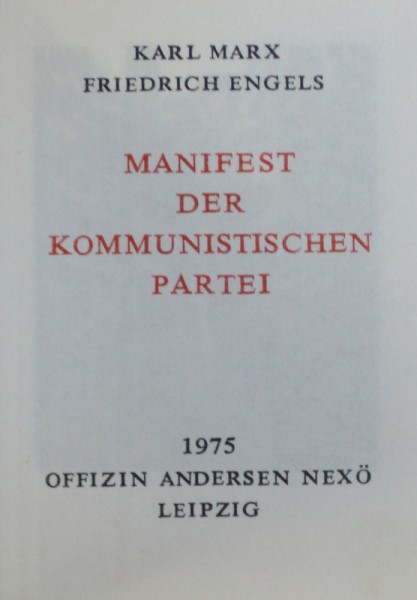 KARL MARX
FRIEDRICH ENGELS
MANIFEST
DER
KOMMUNISTISCHEN
PARTEI
1975
OFFIZIN ANDERSEN NEXÖ
LEIPZIG